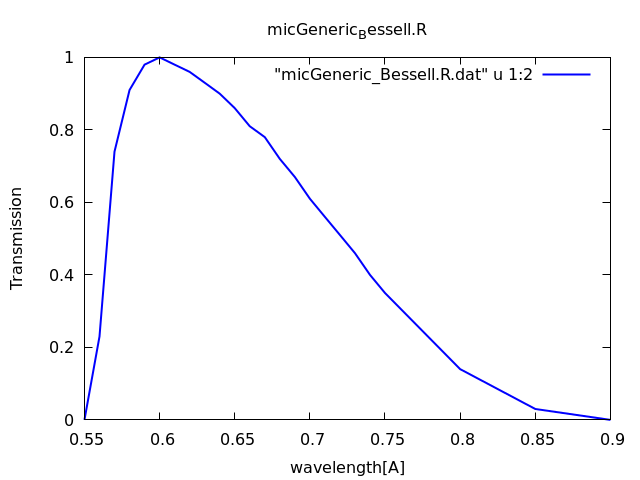 micGeneric_Bessell.R
"micGeneric_Bessell.R.dat" u 1:2
1
0.8
0.6
0.4
0.2
0
Transmission
0.55 0.6 0.65 0.7 0.75 0.8 0.85 0.9
wavelength[A]